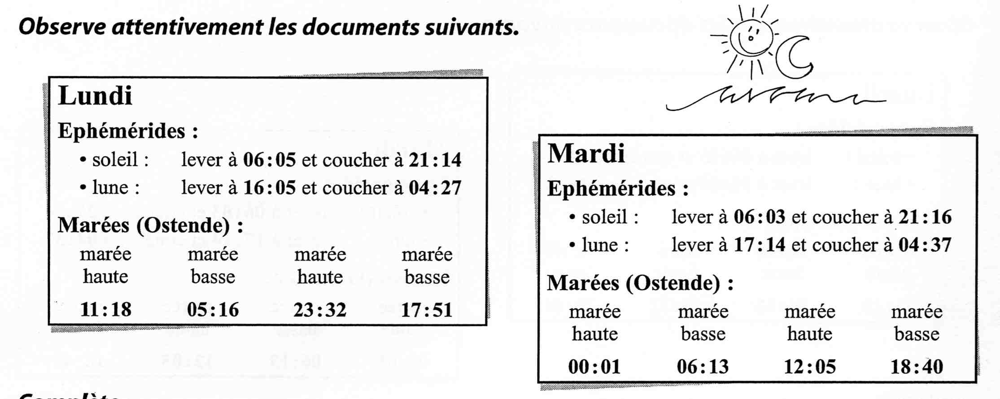 Observe attentivement les documents suivants.
Lundi
Ephémérides :
• soleil : lever à 06:05 et coucher à 21:14
• lune : lever à 16:05 et coucher à 04:27
Marées (Ostende) :
marée marée marée marée
haute basse haute basse
11:18 05:16 23:32 17:51
Mardi
Ephémérides :
• soleil : lever à 06:03 et coucher à 21:16
• lune : lever à 17:14 et coucher à 04:37
Marées (Ostende) :
marée marée marée marée
haute basse haute basse
00:01 06:13 12:05 18:40